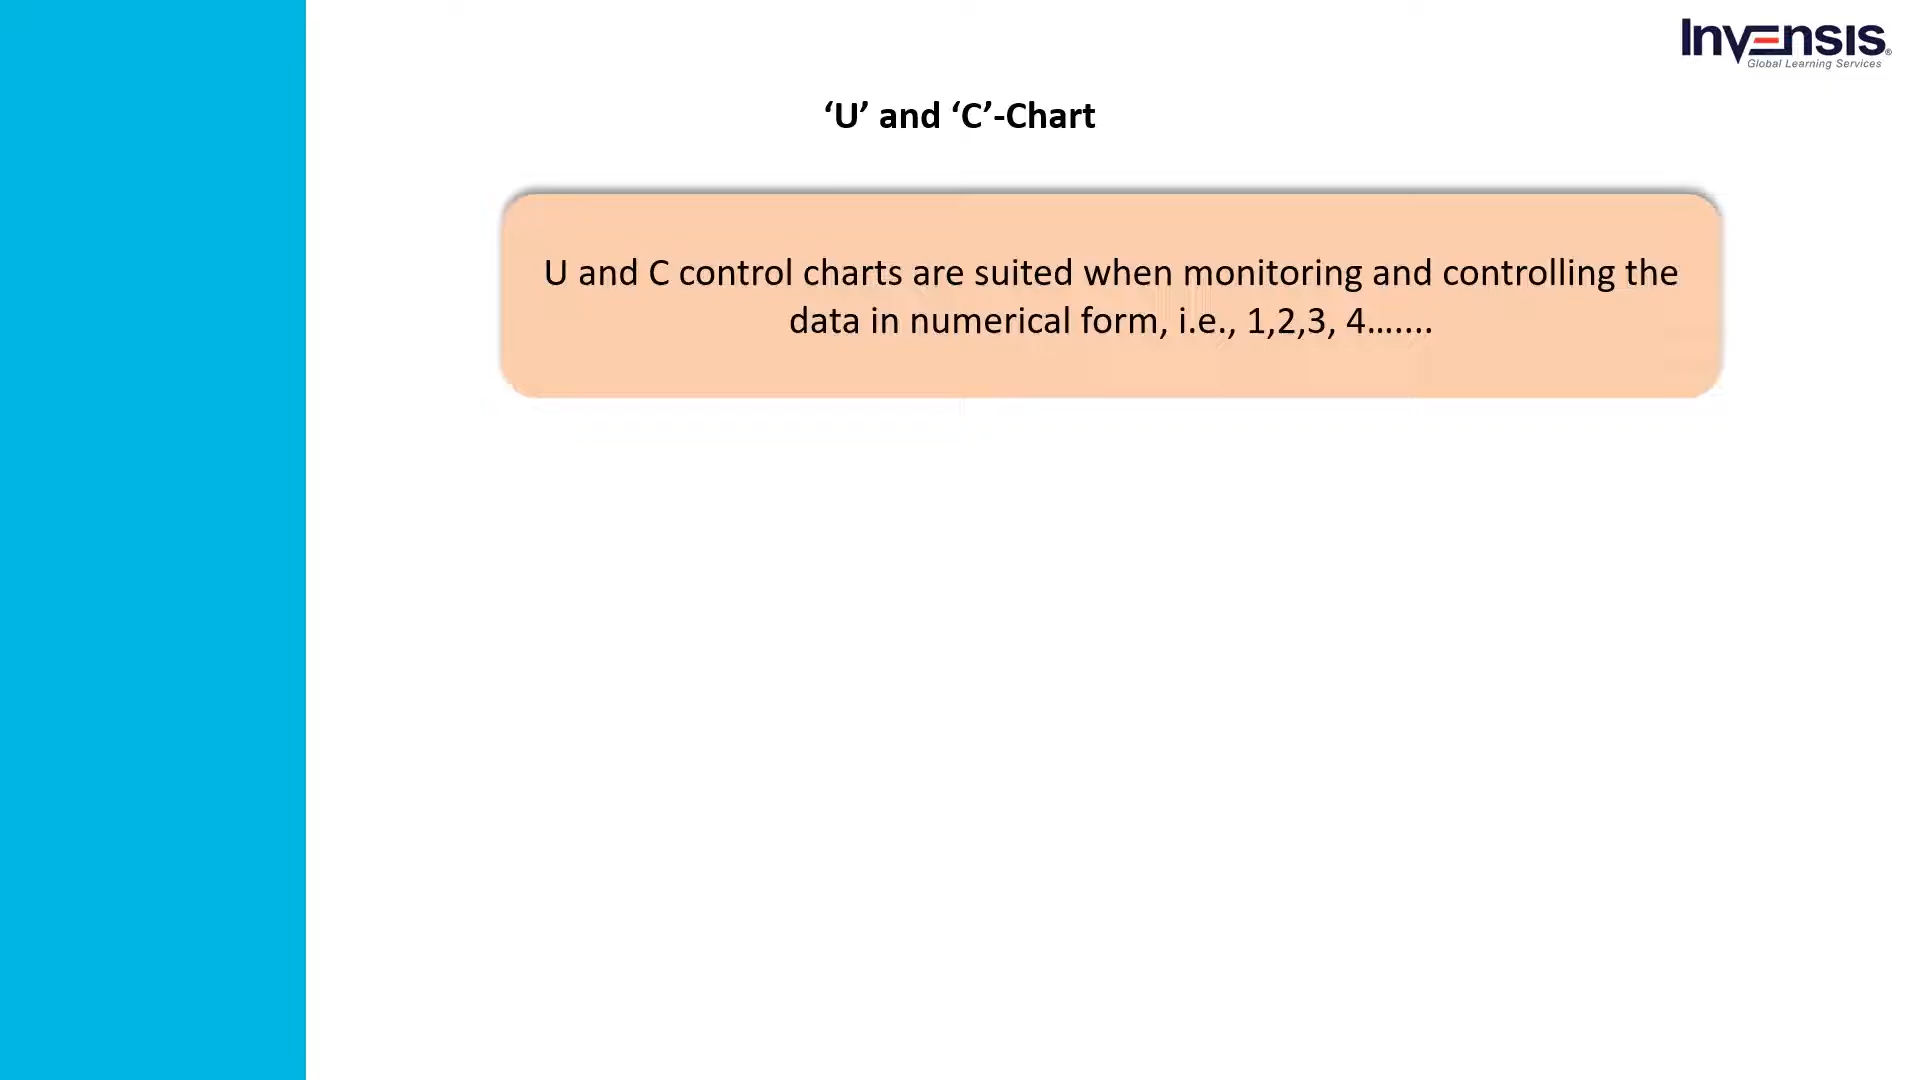 Invensis®
Global Learning Services
‘U’ and ‘C’-Chart
U and C control charts are suited when monitoring and controlling the
data in numerical form, i.e., 1,2,3, 4…....